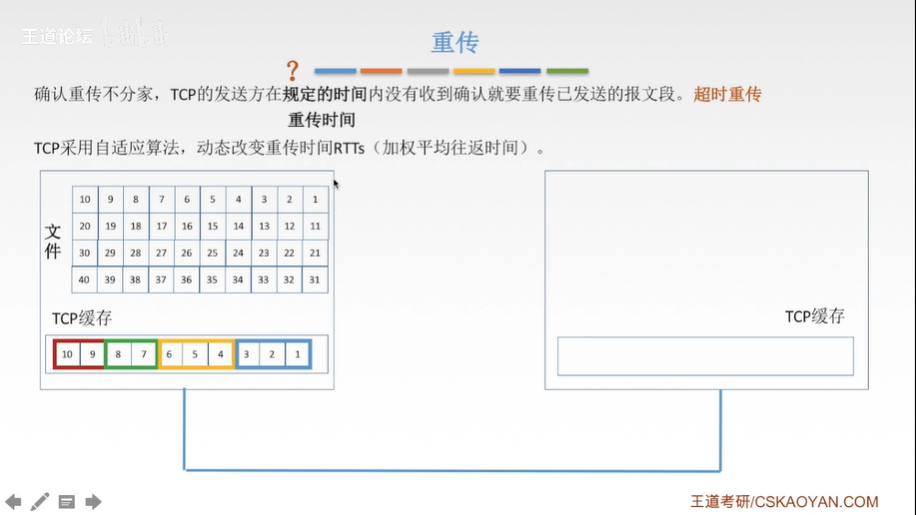 王道论坛
重传
?
确认重传不分家，TCP的发送方在规定的时间内没有收到确认就要重传已发送的报文段。超时重传
重传时间
TCP采用自适应算法，动态改变重传时间RTTs（加权平均往返时间）。
文件
10 9 8 7 6 5 4 3 2 1
20 19 18 17 16 15 14 13 12 11
30 29 28 27 26 25 24 23 22 21
40 39 38 37 36 35 34 33 32 31
TCP缓存
10 9 8 7 6 5 4 3 2 1
TCP缓存
王道考研/CSKAOYAN.COM